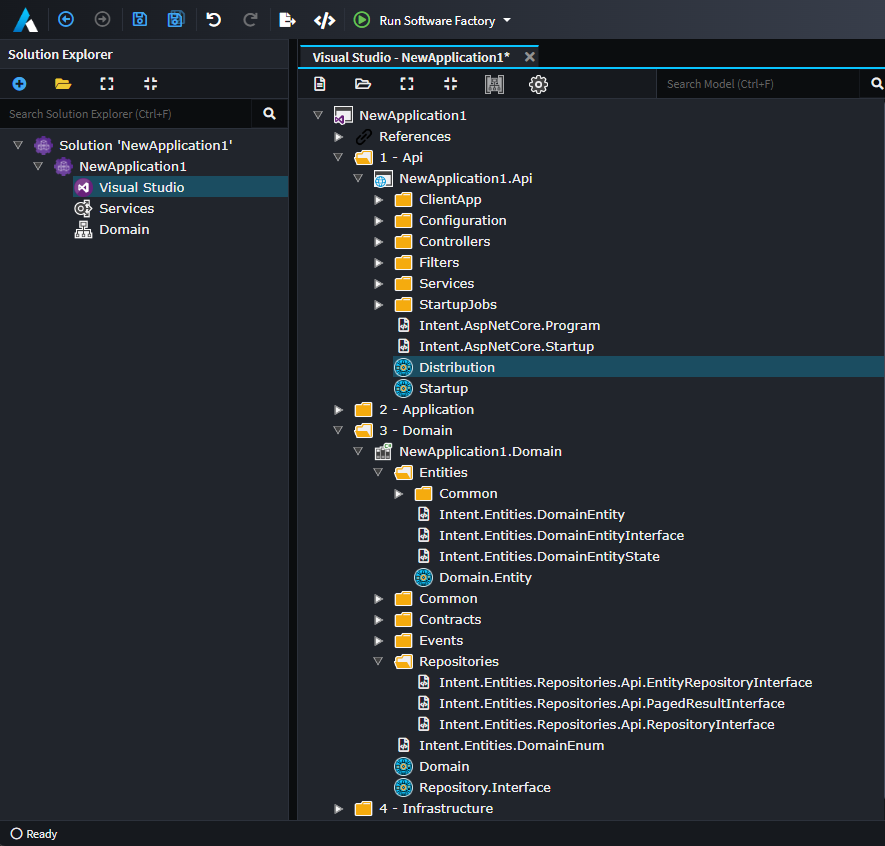 Run Software Factory
Solution Explorer
Search Solution Explorer (Ctrl+F)
Solution 'NewApplication1'
NewApplication1
Visual Studio
Services
Domain
Visual Studio - NewApplication1*
Search Model (Ctrl+F)
NewApplication1
References
1 - Api
NewApplication1.Api
ClientApp
Configuration
Controllers
Filters
Services
StartupJobs
Intent.AspNetCore.Program
Intent.AspNetCore.Startup
Distribution
Startup
2 - Application
3 - Domain
NewApplication1.Domain
Entities
Common
Intent.Entities.DomainEntity
Intent.Entities.DomainEntityInterface
Intent.Entities.DomainEntityState
Domain.Entity
Common
Contracts
Events
Repositories
Intent.Entities.Repositories.Api.EntityRepositoryInterface
Intent.Entities.Repositories.Api.PagedResultInterface
Intent.Entities.Repositories.Api.RepositoryInterface
Intent.Entities.DomainEnum
Domain
Repository.Interface
4 - Infrastructure
Ready